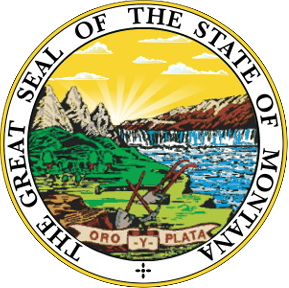 THE GREAT SEAL OF THE STATE OF MONTANA
ORO -Y- PLATA